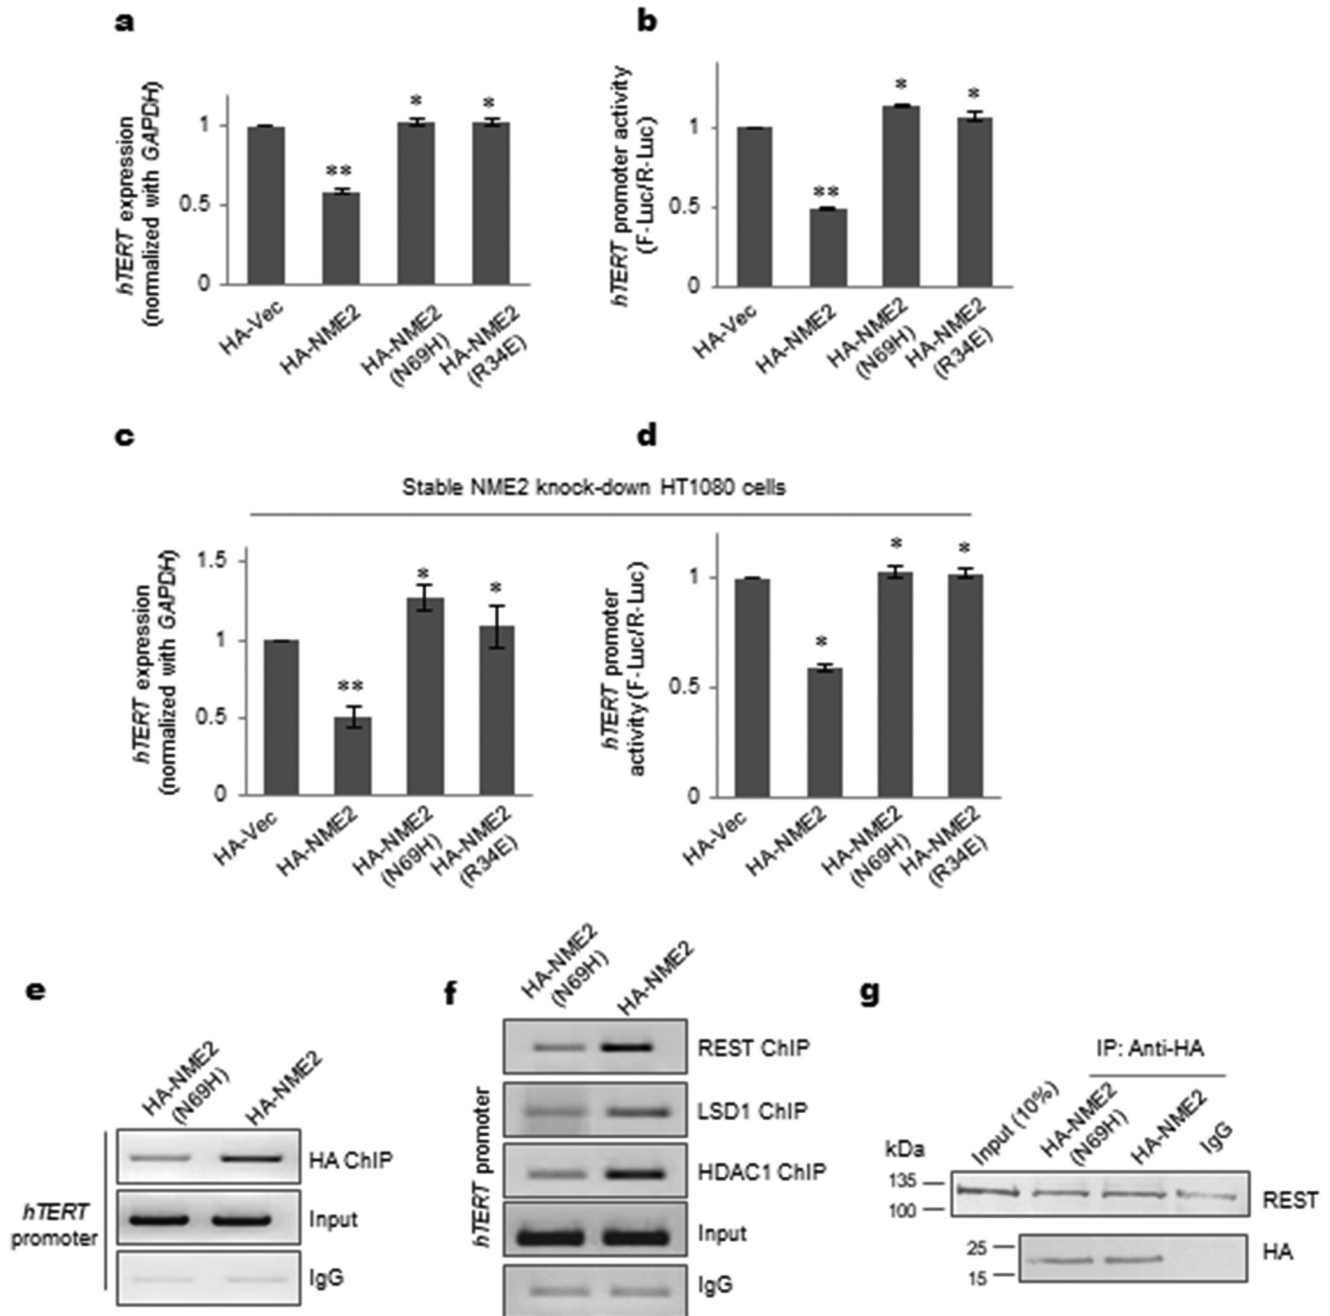 a
hTERT expression
(normalized with GAPDH)
1
0.5
0
*
*
**
HA-Vec
HA-NME2
HA-NME2
(N69H)
HA-NME2
(R34E)
b
hTERT promoter activity
(F-Luc/R-Luc)
1
0.5
0
*
*
**
HA-Vec
HA-NME2
HA-NME2
(N69H)
HA-NME2
(R34E)
c
d
Stable NME2 knock-down HT1080 cells
hTERT expression
(normalized with GAPDH)
1.5
1
0.5
0
*
*
**
HA-Vec
HA-NME2
HA-NME2
(N69H)
HA-NME2
(R34E)
hTERT promoter
activity (F-Luc/R-Luc)
1
0.5
0
*
*
*
HA-Vec
HA-NME2
HA-NME2
(N69H)
HA-NME2
(R34E)
e
HA-NME2
(N69H)
HA-NME2
hTERT
promoter
HA ChIP
Input
IgG
f
HA-NME2
(N69H)
HA-NME2
hTERT promoter
REST ChIP
LSD1 ChIP
HDAC1 ChIP
Input
IgG
g
IP: Anti-HA
kDa
Input (10%)
HA-NME2
(N69H)
HA-NME2
IgG
135
100
REST
25
15
HA